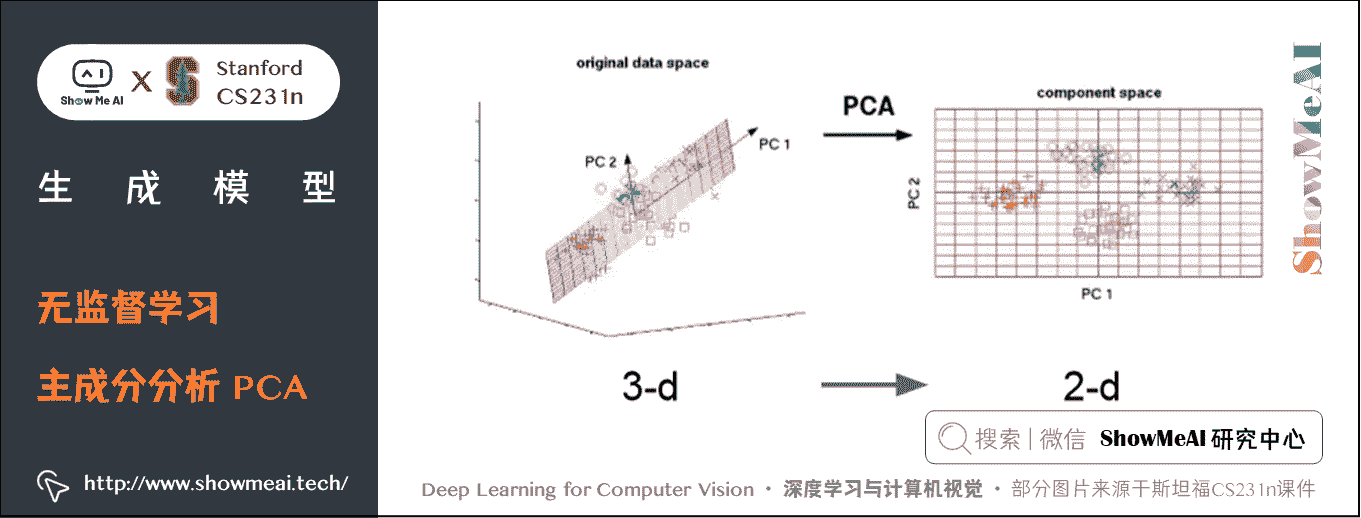 Show Me AI
X
S
Stanford
CS231n
生成模型
无监督学习
主成分分析 PCA
http://www.showmeai.tech/
original data space
PC 1
PC 2
PCA
component space
PC 2
PC 1
3-d
2-d
ShowMeAI
搜索 | 微信 ShowMeAI 研究中心
Deep Learning for Computer Vision · 深度学习与计算机视觉 · 部分图片来源于斯坦福CS231n课件